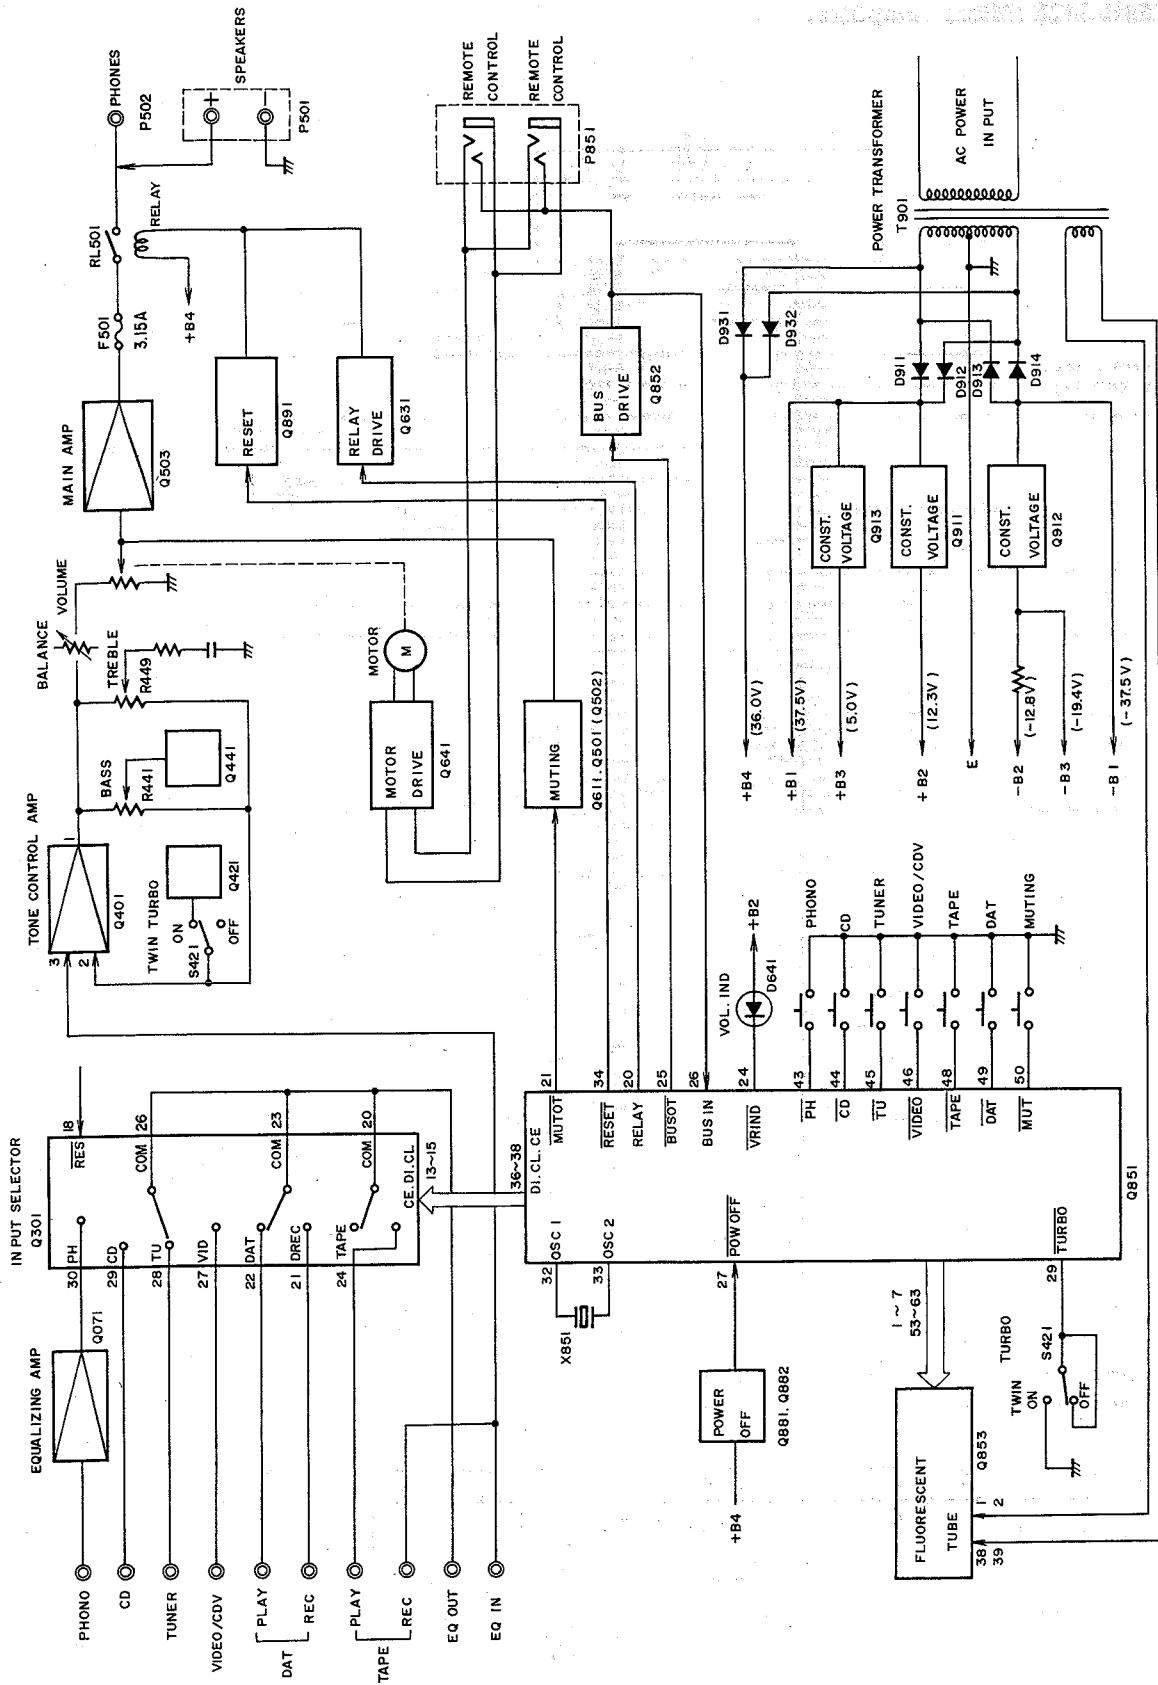 PHONO
CD
TUNER
VIDEO/CDV
PLAY
DAT
REC
PLAY
TAPE
REC
EQ OUT
EQ IN
EQUALIZING AMP
Q071
IN PUT SELECTOR
Q301
30 PH
29 CD
28 TU
27 VID
22 DAT
21 DREC
24 TAPE
RES 18
COM 26
COM 23
COM 20
CE.DI.CL
13~15
TONE CONTROL AMP
3
2
1
Q401
TWIN TURBO
ON
OFF
S421
Q421
BASS
R441
Q441
TREBLE
R449
BALANCE
VOLUME
MAIN AMP
Q503
F501
3.15A
RL501
RELAY
+B4
PHONES
P502
SPEAKERS
+
−
P501
MOTOR
DRIVE
Q641
MOTOR
M
RESET
Q891
RELAY
DRIVE
Q631
REMOTE
CONTROL
REMOTE
CONTROL
P851
MUTING
Q611.Q501 (Q502)
BUS
DRIVE
Q852
X851
32 OSC 1
33 OSC 2
36~38
DI.CL.CE
MUTOT 21
RESET 34
RELAY 20
BUSOT 25
BUS IN 26
VRIND 24
PH 43
CD 44
TU 45
VIDEO 46
TAPE 48
DAT 49
MUT 50
Q851
VOL. IND
D641
+B2
PHONO
CD
TUNER
VIDEO/CDV
TAPE
DAT
MUTING
27 POWOFF
+B4
POWER
OFF
Q881. Q882
1~7
53~63
FLUORESCENT
TUBE
Q853
1 2
38
39
29 TURBO
TWIN TURBO
ON
OFF
S421
POWER TRANSFORMER
T901
AC POWER
IN PUT
D931
D932
D911
D912
D913
D914
CONST.
VOLTAGE
Q913
CONST.
VOLTAGE
Q911
CONST.
VOLTAGE
Q912
+B4
(36.0V)
+B1
(37.5V)
+B3
(5.0V)
+B2
(12.3V)
E
−B2
(−12.8V)
−B3
(−19.4V)
−B1
(−37.5V)